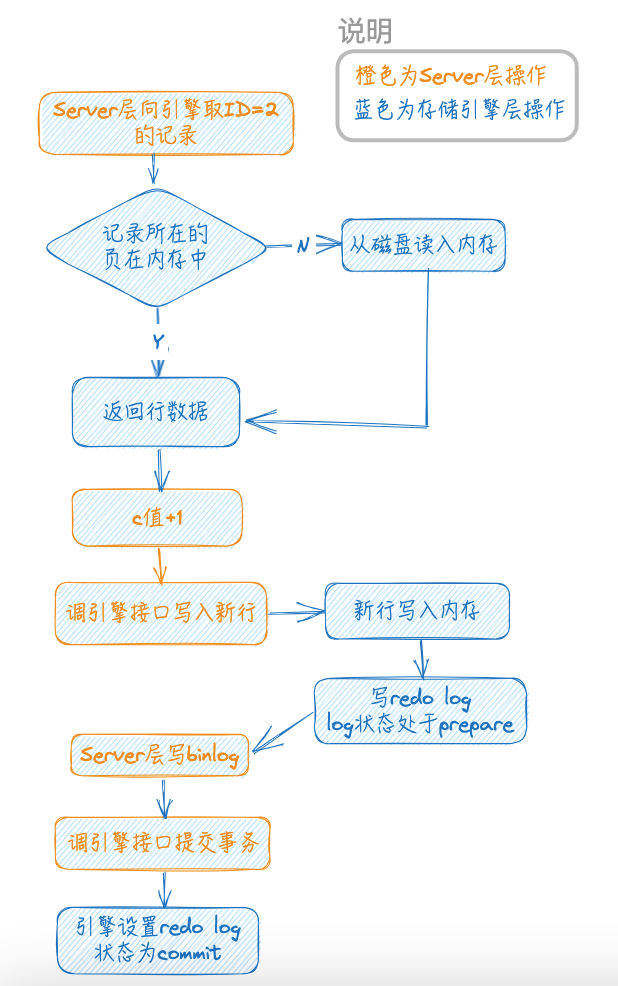 说明
橙色为Server层操作
蓝色为存储引擎层操作
Server层向引擎取ID=2
的记录
记录所在的
页在内存中
N
从磁盘读入内存
Y
返回行数据
c值+1
调引擎接口写入新行
新行写入内存
写redo log
log状态处于prepare
Server层写binlog
调引擎接口提交事务
引擎设置redo log
状态为commit